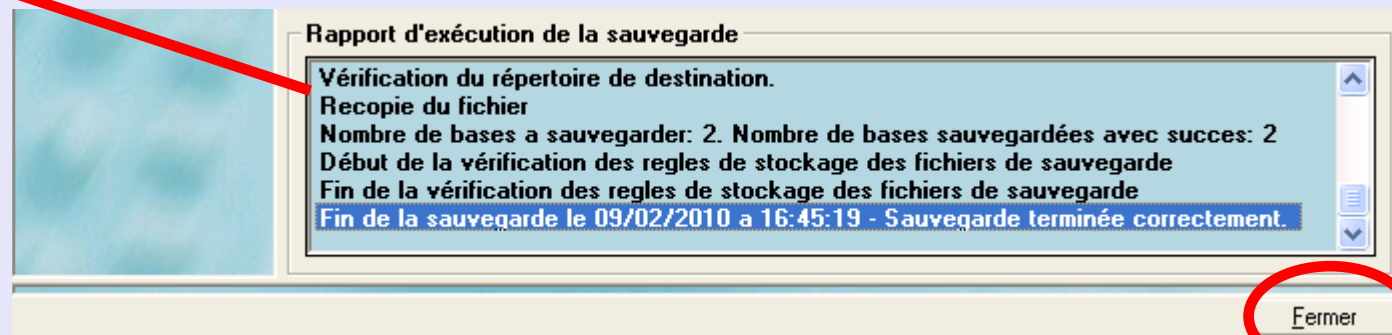 Rapport d'exécution de la sauvegarde
Vérification du répertoire de destination.
Recopie du fichier
Nombre de bases a sauvegarder: 2. Nombre de bases sauvegardées avec succes: 2
Début de la vérification des regles de stockage des fichiers de sauvegarde
Fin de la vérification des regles de stockage des fichiers de sauvegarde
Fin de la sauvegarde le 09/02/2010 a 16:45:19 - Sauvegarde terminée correctement.
Fermer